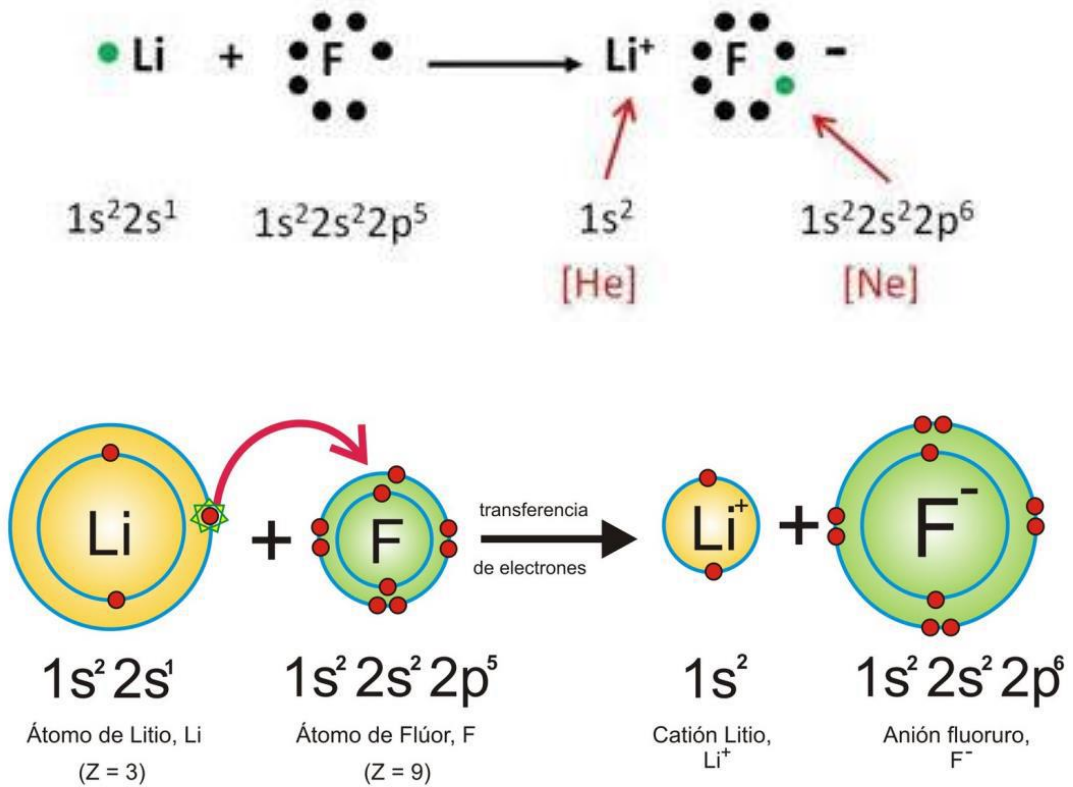 Li + F Li⁺ F -
1s²2s¹ 1s²2s²2p⁵ 1s² 1s²2s²2p⁶
[He] [Ne]
Li + F transferencia de electrones Li⁺ + F⁻
1s² 2s¹ 1s² 2s² 2p⁵ 1s² 1s² 2s² 2p⁶
Átomo de Litio, Li Átomo de Flúor, F Catión Litio, Anión fluoruro,
(Z = 3) (Z = 9) Li⁺ F⁻